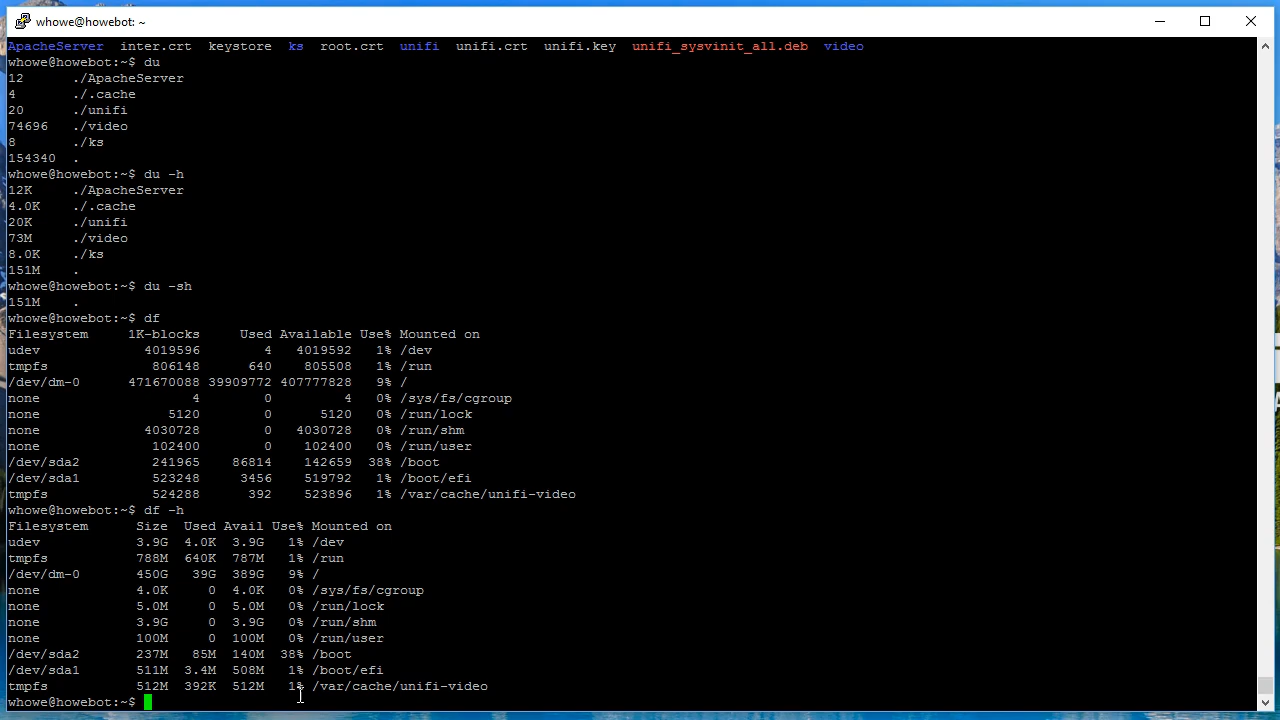 whowe@howebot: ~
ApacheServer  inter.crt  keystore  ks  root.crt  unifi  unifi.crt  unifi.key  unifi_sysvinit_all.deb  video
whowe@howebot:~$ du
12      ./ApacheServer
4       ./.cache
20      ./unifi
74696   ./video
8       ./ks
154340  .
whowe@howebot:~$ du -h
12K     ./ApacheServer
4.0K    ./.cache
20K     ./unifi
73M     ./video
8.0K    ./ks
151M    .
whowe@howebot:~$ du -sh
151M    .
whowe@howebot:~$ df
Filesystem     1K-blocks     Used Available Use% Mounted on
udev             4019596        4   4019592   1% /dev
tmpfs             806148      640    805508   1% /run
/dev/dm-0      471670088 39909772 407777828   9% /
none                   4        0         4   0% /sys/fs/cgroup
none                5120        0      5120   0% /run/lock
none             4030728        0   4030728   0% /run/shm
none              102400        0    102400   0% /run/user
/dev/sda2         241965    86814    142659  38% /boot
/dev/sda1         523248     3456    519792   1% /boot/efi
tmpfs             524288      392    523896   1% /var/cache/unifi-video
whowe@howebot:~$ df -h
Filesystem      Size  Used Avail Use% Mounted on
udev            3.9G  4.0K  3.9G   1% /dev
tmpfs           788M  640K  787M   1% /run
/dev/dm-0       450G   39G  389G   9% /
none            4.0K     0  4.0K   0% /sys/fs/cgroup
none            5.0M     0  5.0M   0% /run/lock
none            3.9G     0  3.9G   0% /run/shm
none            100M     0  100M   0% /run/user
/dev/sda2       237M   85M  140M  38% /boot
/dev/sda1       511M  3.4M  508M   1% /boot/efi
tmpfs           512M  392K  512M   1% /var/cache/unifi-video
whowe@howebot:~$